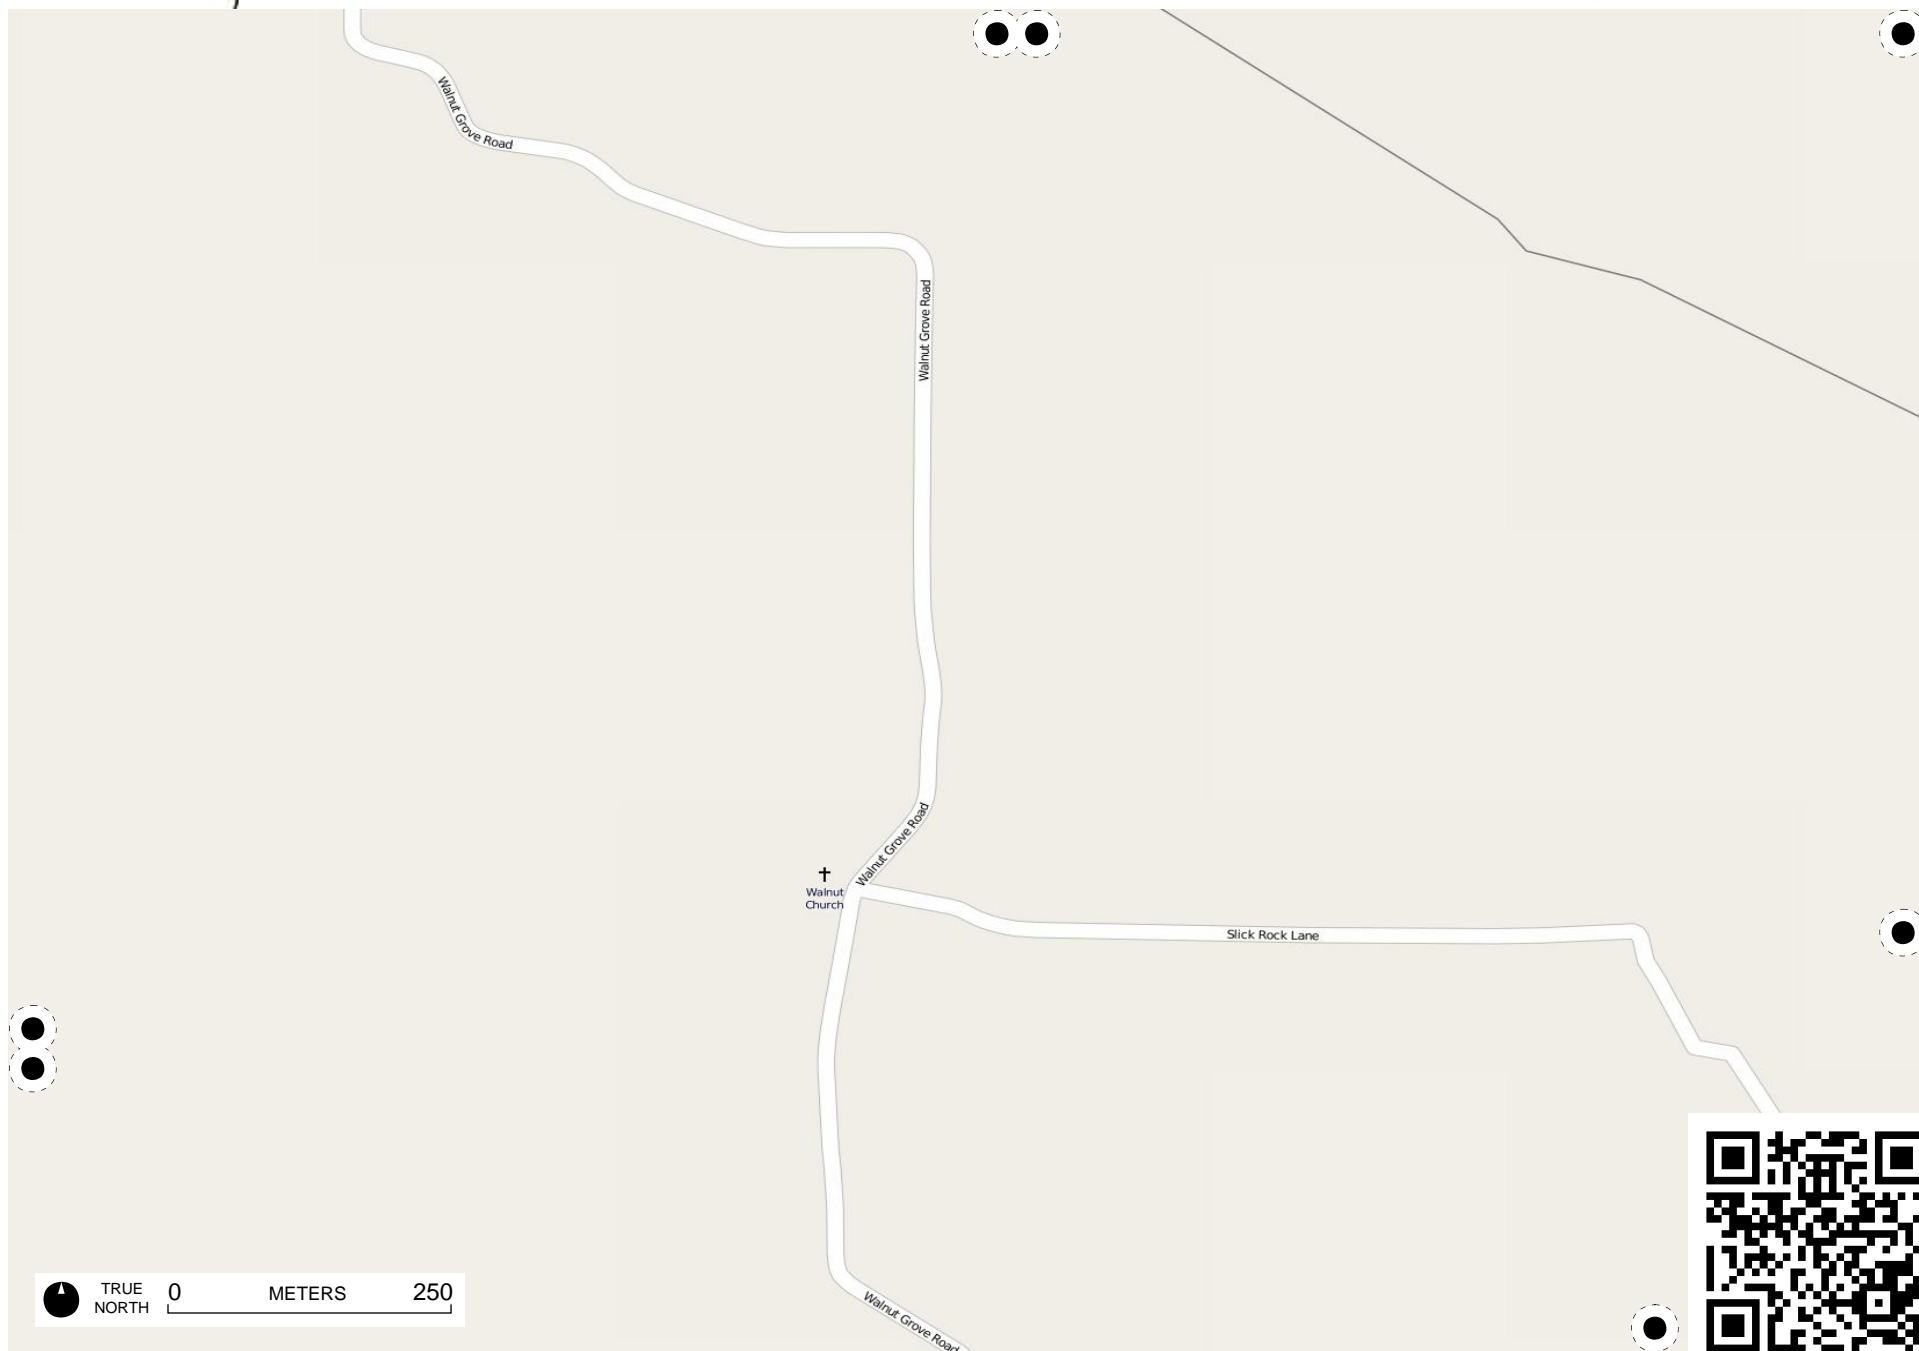 Walnut Grove Road
Walnut Grove Road
Walnut Grove Road
Walnut
Church
Slick Rock Lane
TRUE
NORTH
0 METERS 250
Walnut Grove Road